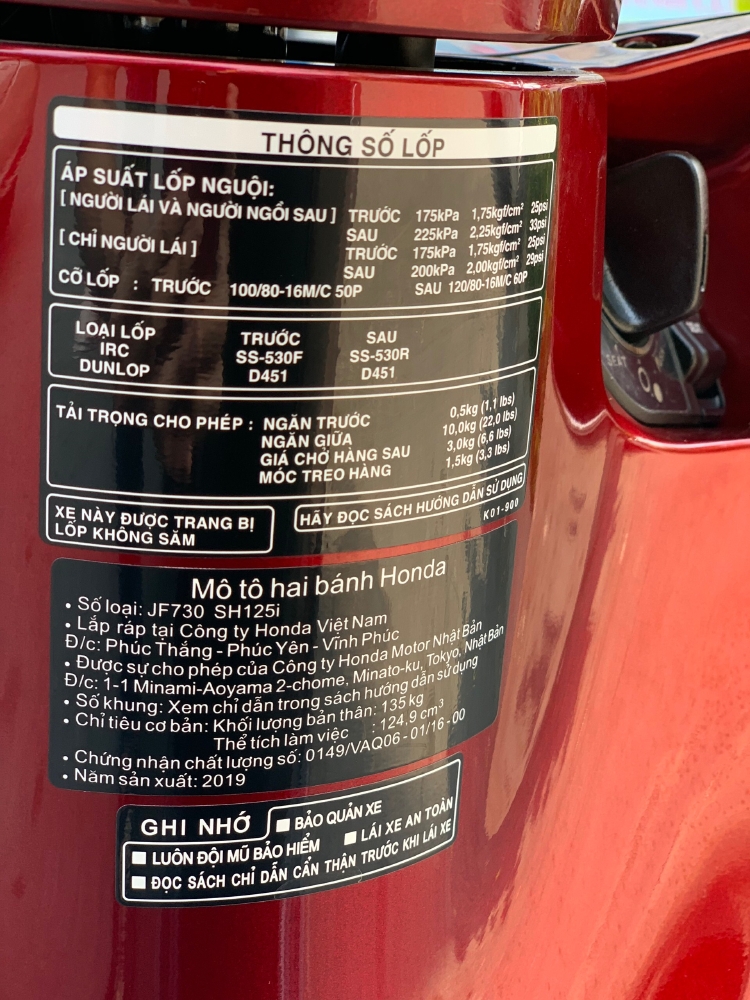 THÔNG SỐ LỐP
ÁP SUẤT LỐP NGUỘI:
[ NGƯỜI LÁI VÀ NGƯỜI NGỒI SAU ] TRƯỚC 175kPa 1,75kgf/cm² 25psi
SAU 225kPa 2,25kgf/cm² 33psi
[ CHỈ NGƯỜI LÁI ] TRƯỚC 175kPa 1,75kgf/cm² 25psi
SAU 200kPa 2,00kgf/cm² 29psi
CỠ LỐP : TRƯỚC 100/80-16M/C 50P SAU 120/80-16M/C 60P
LOẠI LỐP TRƯỚC SAU
IRC SS-530F SS-530R
DUNLOP D451 D451
TẢI TRỌNG CHO PHÉP : NGĂN TRƯỚC 0,5kg (1,1 lbs)
NGĂN GIỮA 10,0kg (22,0 lbs)
GIÁ CHỞ HÀNG SAU 3,0kg (6,6 lbs)
MÓC TREO HÀNG 1,5kg (3,3 lbs)
XE NÀY ĐƯỢC TRANG BỊ
LỐP KHÔNG SĂM
HÃY ĐỌC SÁCH HƯỚNG DẪN SỬ DỤNG
K01-900
Mô tô hai bánh Honda
• Số loại: JF730 SH125i
• Lắp ráp tại Công ty Honda Việt Nam
Đ/c: Phúc Thắng - Phúc Yên - Vĩnh Phúc
• Được sự cho phép của Công ty Honda Motor Nhật Bản
Đ/c: 1-1 Minami-Aoyama 2-chome, Minato-ku, Tokyo, Nhật Bản
• Số khung: Xem chỉ dẫn trong sách hướng dẫn sử dụng
• Chỉ tiêu cơ bản: Khối lượng bản thân: 135 kg
Thể tích làm việc : 124,9 cm³
• Chứng nhận chất lượng số: 0149/VAQ06 - 01/16 - 00
• Năm sản xuất: 2019
GHI NHỚ
■ BẢO QUẢN XE
■ LUÔN ĐỘI MŨ BẢO HIỂM ■ LÁI XE AN TOÀN
■ ĐỌC SÁCH CHỈ DẪN CẨN THẬN TRƯỚC KHI LÁI XE
SEAT